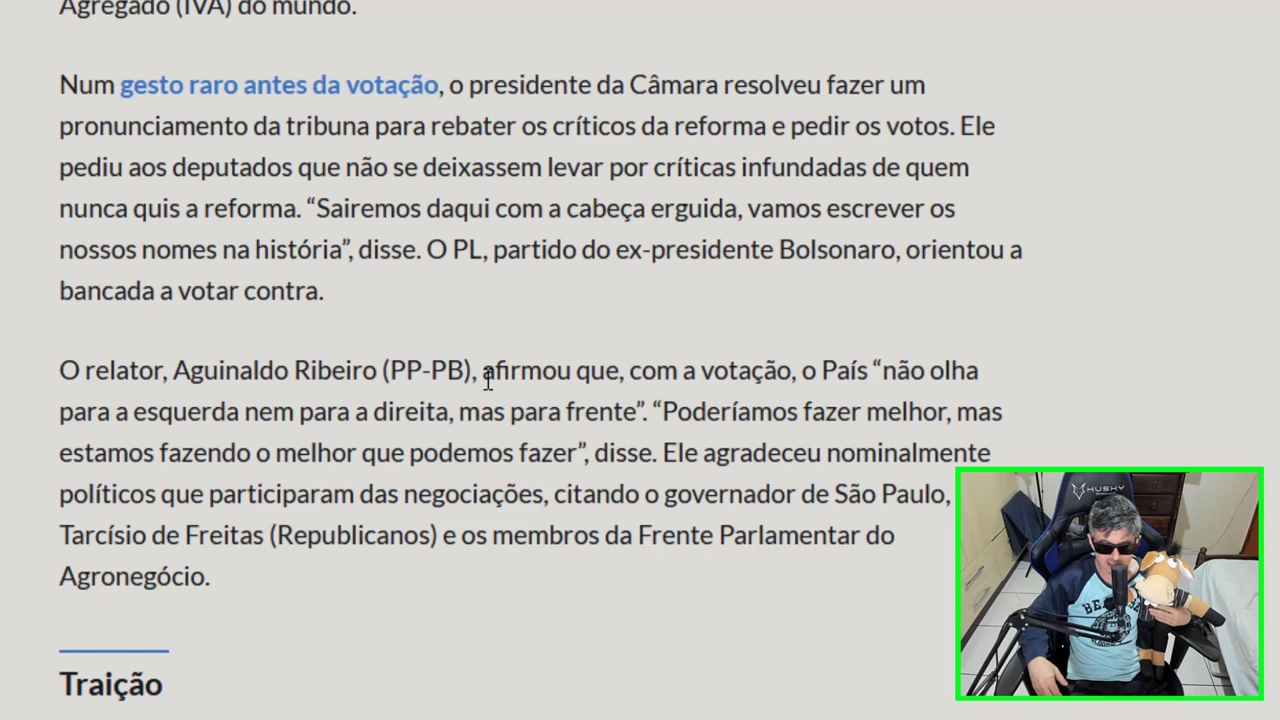 Agregado (IVA) do mundo.
Num gesto raro antes da votação, o presidente da Câmara resolveu fazer um
pronunciamento da tribuna para rebater os críticos da reforma e pedir os votos. Ele
pediu aos deputados que não se deixassem levar por críticas infundadas de quem
nunca quis a reforma. “Sairemos daqui com a cabeça erguida, vamos escrever os
nossos nomes na história”, disse. O PL, partido do ex-presidente Bolsonaro, orientou a
bancada a votar contra.
O relator, Aguinaldo Ribeiro (PP-PB), afirmou que, com a votação, o País “não olha
para a esquerda nem para a direita, mas para frente”. “Poderíamos fazer melhor, mas
estamos fazendo o melhor que podemos fazer”, disse. Ele agradeceu nominalmente
políticos que participaram das negociações, citando o governador de São Paulo,
Tarcísio de Freitas (Republicanos) e os membros da Frente Parlamentar do
Agronegócio.
Traição
HUSKY